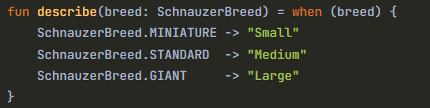 fun describe(breed: SchnauzerBreed) = when (breed) {
    SchnauzerBreed.MINIATURE -> "Small"
    SchnauzerBreed.STANDARD  -> "Medium"
    SchnauzerBreed.GIANT     -> "Large"
}